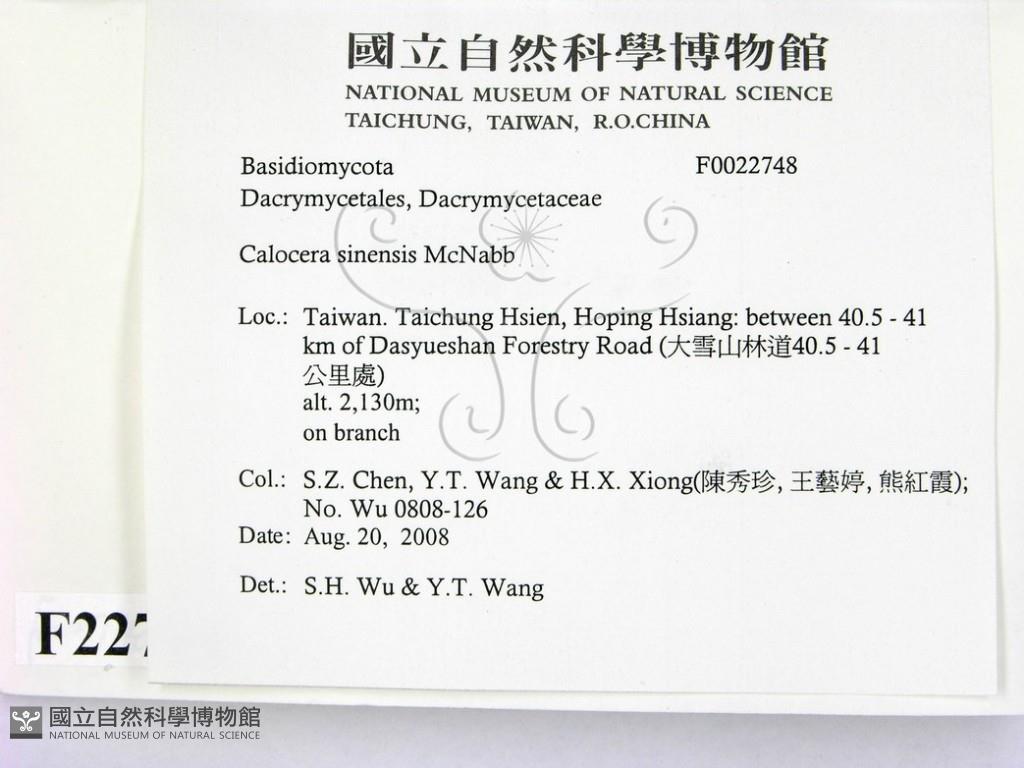 國立自然科學博物館
NATIONAL MUSEUM OF NATURAL SCIENCE
TAICHUNG, TAIWAN, R.O.CHINA
Basidiomycota F0022748
Dacrymycetales, Dacrymycetaceae
Calocera sinensis McNabb
Loc.: Taiwan. Taichung Hsien, Hoping Hsiang: between 40.5 - 41
km of Dasyueshan Forestry Road (大雪山林道40.5 - 41
公里處)
alt. 2,130m;
on branch
Col.: S.Z. Chen, Y.T. Wang & H.X. Xiong(陳秀珍, 王藝婷, 熊紅霞);
No. Wu 0808-126
Date: Aug. 20, 2008
Det.: S.H. Wu & Y.T. Wang
F227
國立自然科學博物館
NATIONAL MUSEUM OF NATURAL SCIENCE